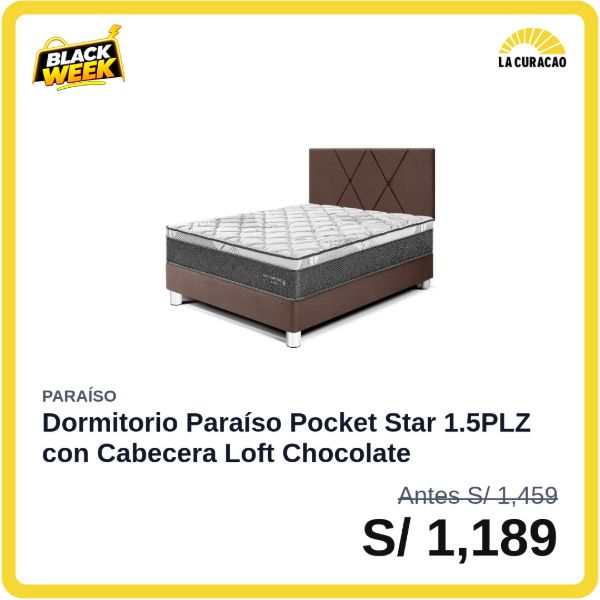 BLACK
WEEK
LA CURACAO
PARAÍSO
Dormitorio Paraíso Pocket Star 1.5PLZ
con Cabecera Loft Chocolate
Antes S/ 1,459
S/ 1,189